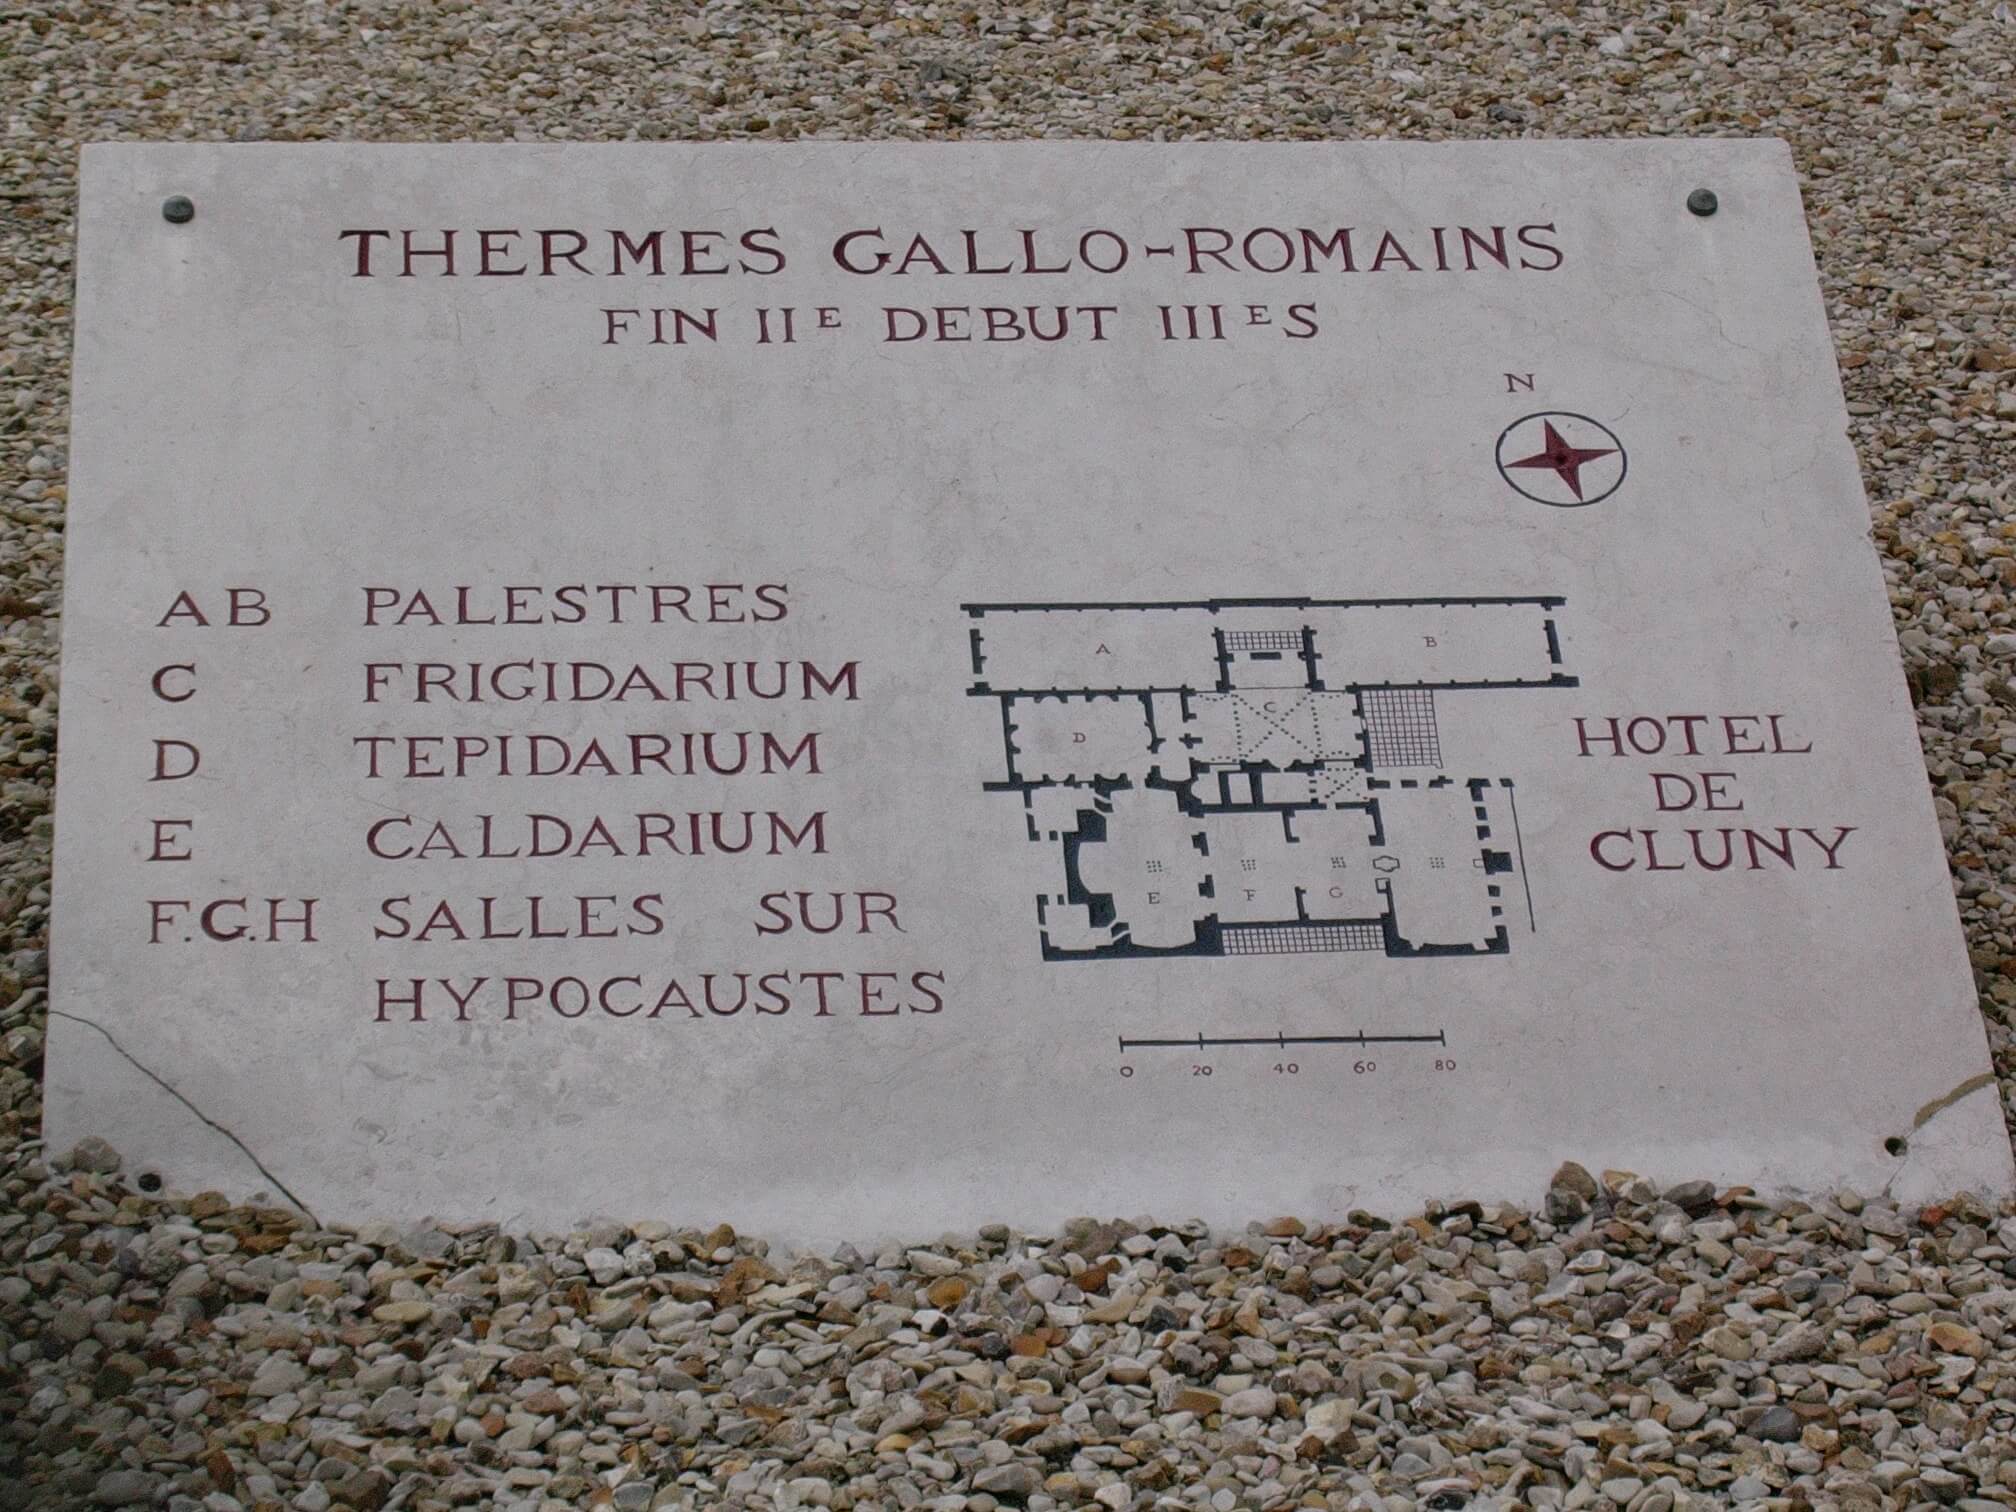 THERMES GALLO-ROMAINS
FIN IIE DEBUT IIIES
N
AB PALESTRES
C FRIGIDARIUM
D TEPIDARIUM
E CALDARIUM
F.G.H SALLES SUR
HYPOCAUSTES
A
B
C
D
E
F
G
HOTEL
DE
CLUNY
0 20 40 60 80